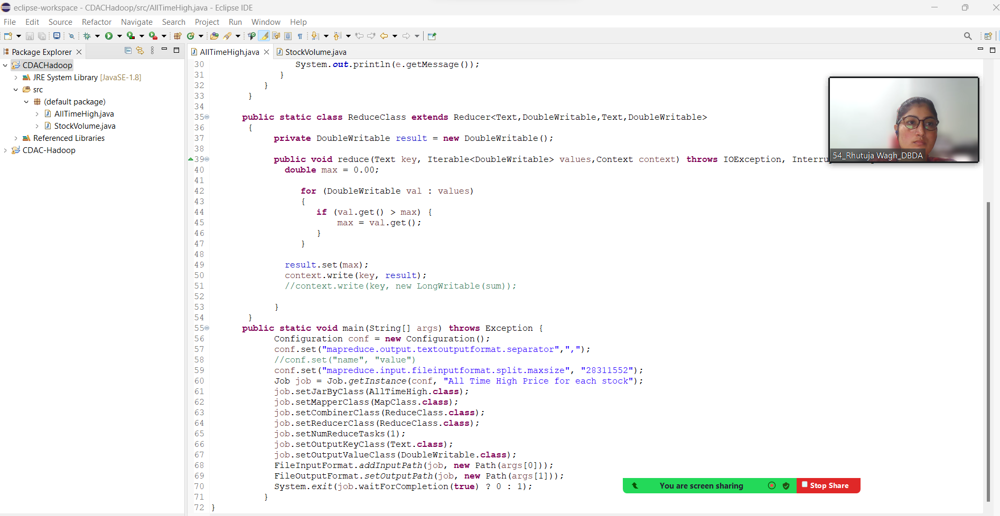 eclipse-workspace - CDACHadoop/src/AllTimeHigh.java - Eclipse IDE
File Edit Source Refactor Navigate Search Project Run Window Help
Package Explorer
AllTimeHigh.java
StockVolume.java
CDACHadoop
JRE System Library [JavaSE-1.8]
src
(default package)
AllTimeHigh.java
StockVolume.java
Referenced Libraries
CDAC-Hadoop
30 System.out.println(e.getMessage());
31 }
32 }
33 }
34
35 public static class ReduceClass extends Reducer<Text,DoubleWritable,Text,DoubleWritable>
36 {
37 private DoubleWritable result = new DoubleWritable();
38
39 public void reduce(Text key, Iterable<DoubleWritable> values,Context context) throws IOException, Interru
40 double max = 0.00;
41
42 for (DoubleWritable val : values)
43 {
44 if (val.get() > max) {
45 max = val.get();
46 }
47 }
48
49 result.set(max);
50 context.write(key, result);
51 //context.write(key, new LongWritable(sum));
52
53 }
54 }
55 public static void main(String[] args) throws Exception {
56 Configuration conf = new Configuration();
57 conf.set("mapreduce.output.textoutputformat.separator",",");
58 //conf.set("name", "value")
59 conf.set("mapreduce.input.fileinputformat.split.maxsize", "28311552");
60 Job job = Job.getInstance(conf, "All Time High Price for each stock");
61 job.setJarByClass(AllTimeHigh.class);
62 job.setMapperClass(MapClass.class);
63 job.setCombinerClass(ReduceClass.class);
64 job.setReducerClass(ReduceClass.class);
65 job.setNumReduceTasks(1);
66 job.setOutputKeyClass(Text.class);
67 job.setOutputValueClass(DoubleWritable.class);
68 FileInputFormat.addInputPath(job, new Path(args[0]));
69 FileOutputFormat.setOutputPath(job, new Path(args[1]));
70 System.exit(job.waitForCompletion(true) ? 0 : 1);
71 }
72 }
54_Rhutuja Wagh_DBDA
You are screen sharing
Stop Share